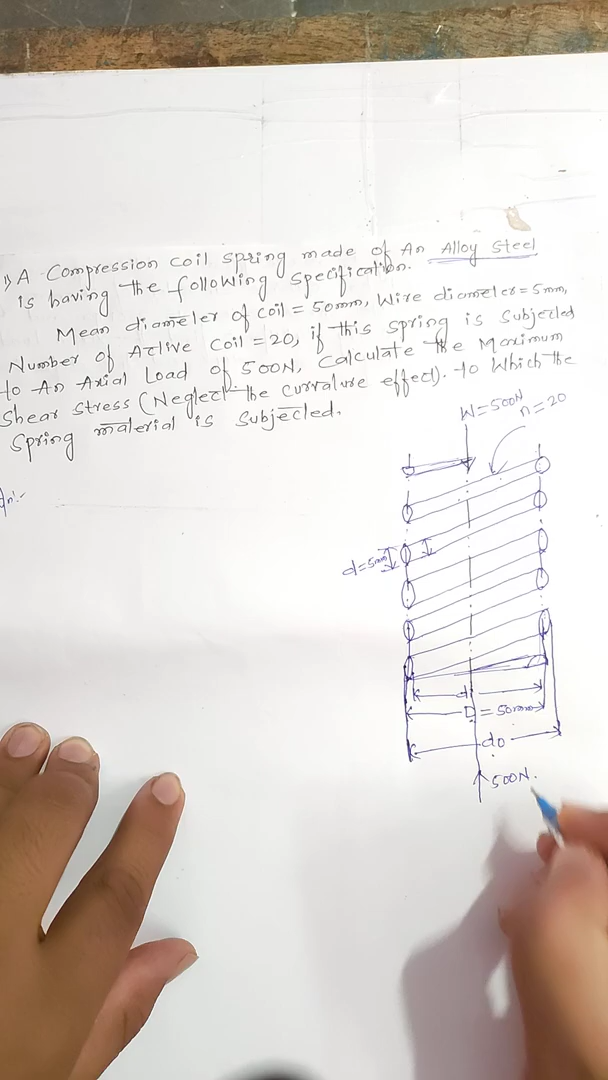 1) A Compression coil spring made of An Alloy Steel
is having the following specification.
Mean diameter of coil = 50mm, Wire diameter = 5mm,
Number of Active coil = 20, if this spring is Subjected
to An Axial Load of 500N, Calculate the Maximum
Shear Stress (Neglect the curvature effect). to Which the
Spring material is Subjected.
W=500N
n=20
d=5mm
di
D=50mm
do
500N.